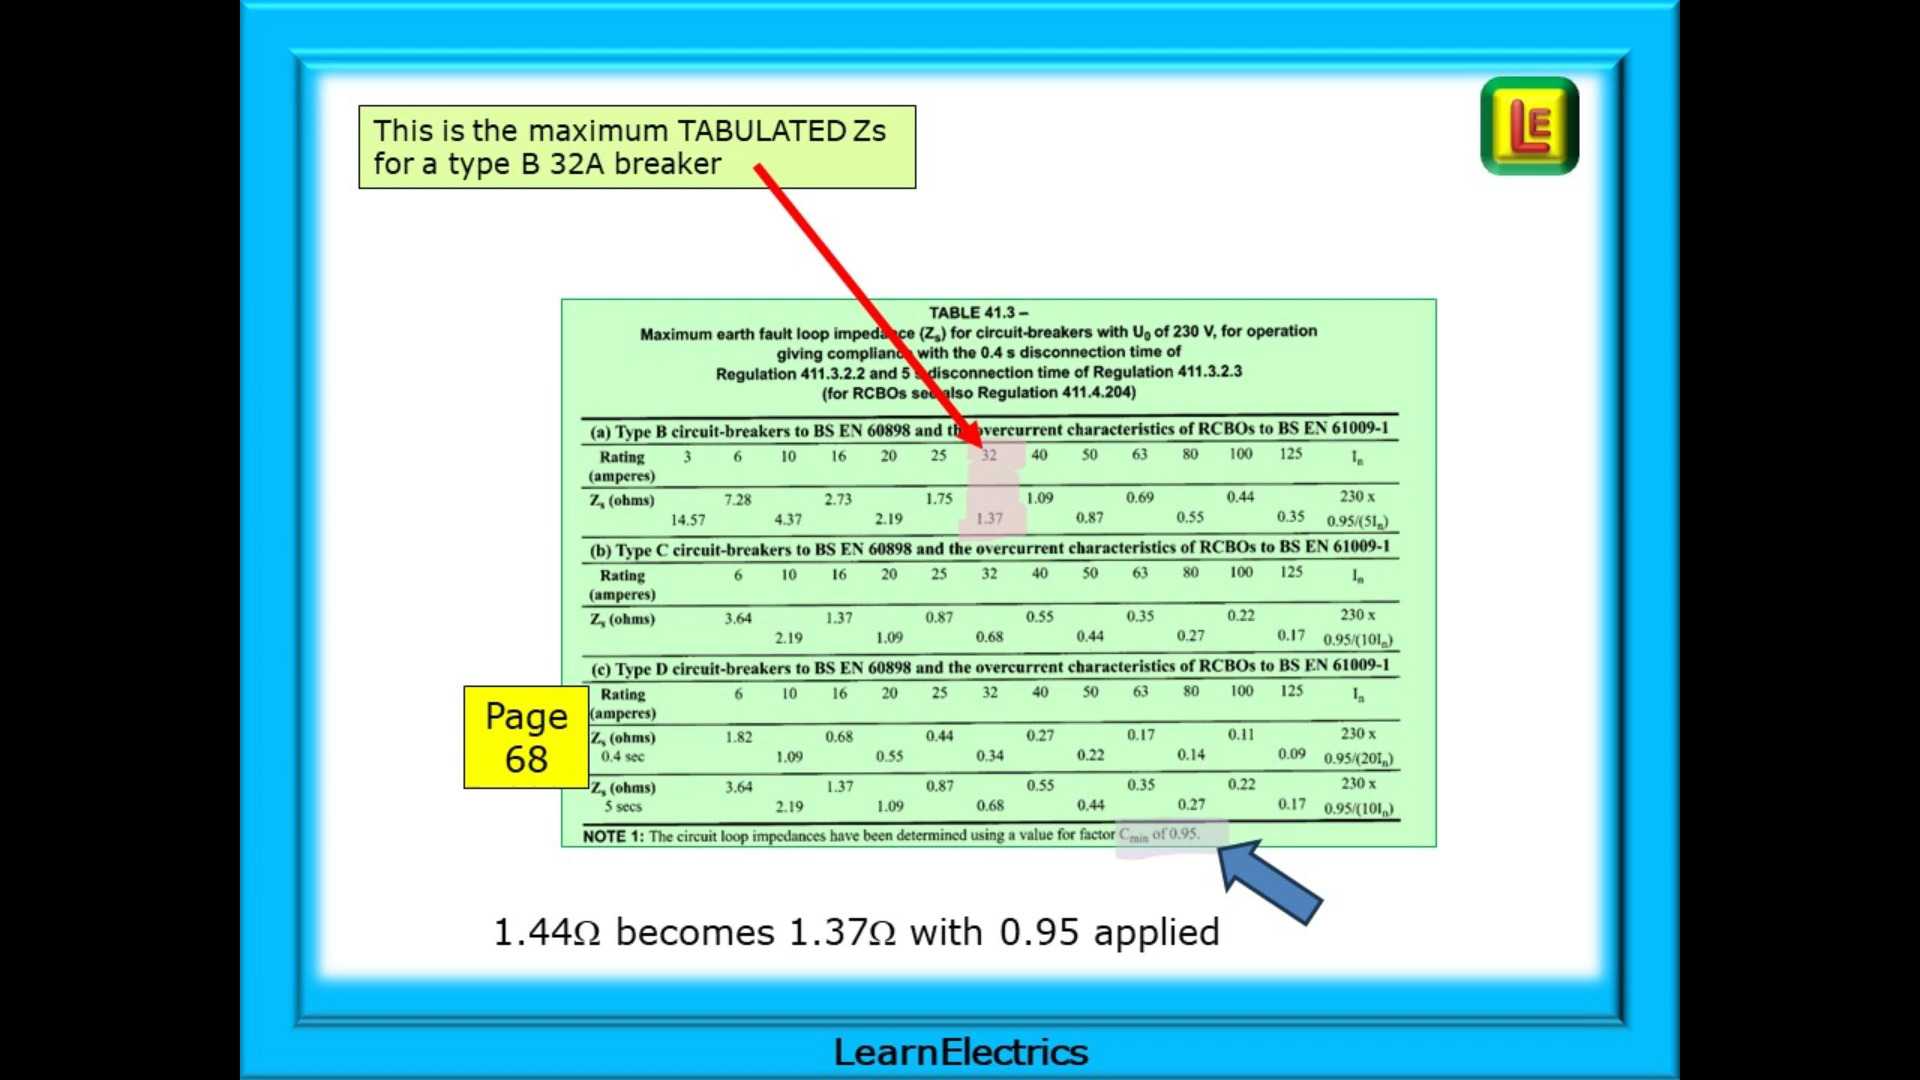 This is the maximum TABULATED Zs
for a type B 32A breaker
LE
TABLE 41.3 –
Maximum earth fault loop impedance (Zs) for circuit-breakers with U0 of 230 V, for operation
giving compliance with the 0.4 s disconnection time of
Regulation 411.3.2.2 and 5 s disconnection time of Regulation 411.3.2.3
(for RCBOs see also Regulation 411.4.204)
(a) Type B circuit-breakers to BS EN 60898 and the overcurrent characteristics of RCBOs to BS EN 61009-1
Rating 3 6 10 16 20 25 32 40 50 63 80 100 125 In
(amperes)
Zs (ohms) 7.28 2.73 1.75 1.09 0.69 0.44 230 x
14.57 4.37 2.19 1.37 0.87 0.55 0.35 0.95/(5In)
(b) Type C circuit-breakers to BS EN 60898 and the overcurrent characteristics of RCBOs to BS EN 61009-1
Rating 6 10 16 20 25 32 40 50 63 80 100 125 In
(amperes)
Zs (ohms) 3.64 1.37 0.87 0.55 0.35 0.22 230 x
2.19 1.09 0.68 0.44 0.27 0.17 0.95/(10In)
(c) Type D circuit-breakers to BS EN 60898 and the overcurrent characteristics of RCBOs to BS EN 61009-1
Rating 6 10 16 20 25 32 40 50 63 80 100 125 In
(amperes)
Zs (ohms) 1.82 0.68 0.44 0.27 0.17 0.11 230 x
0.4 sec 1.09 0.55 0.34 0.22 0.14 0.09 0.95/(20In)
Zs (ohms) 3.64 1.37 0.87 0.55 0.35 0.22 230 x
5 secs 2.19 1.09 0.68 0.44 0.27 0.17 0.95/(10In)
NOTE 1: The circuit loop impedances have been determined using a value for factor Cmin of 0.95.
Page
68
1.44Ω becomes 1.37Ω with 0.95 applied
LearnElectrics